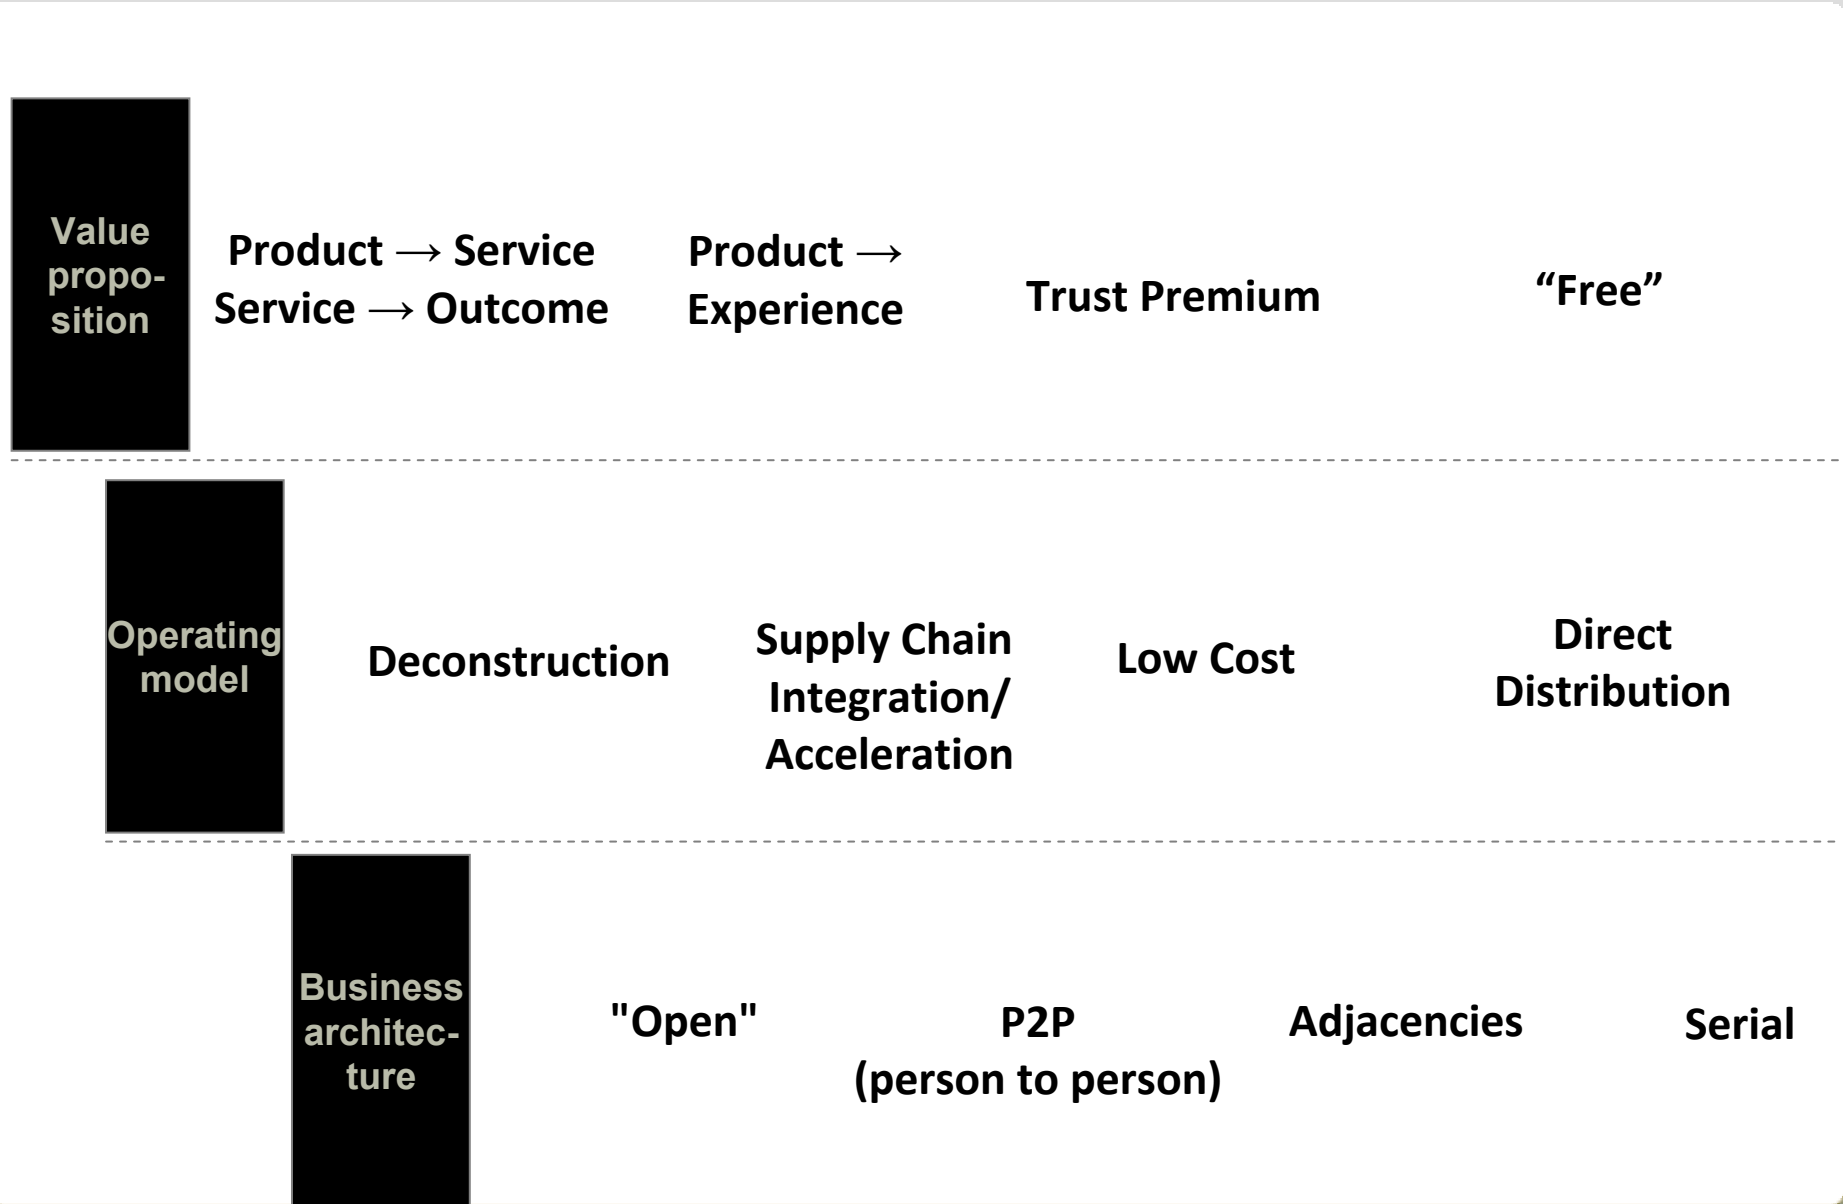 Value
propo-
sition
Product → Service
Service → Outcome
Product →
Experience
Trust Premium
“Free”
Operating
model
Deconstruction
Supply Chain
Integration/
Acceleration
Low Cost
Direct
Distribution
Business
architec-
ture
"Open"
P2P
(person to person)
Adjacencies
Serial